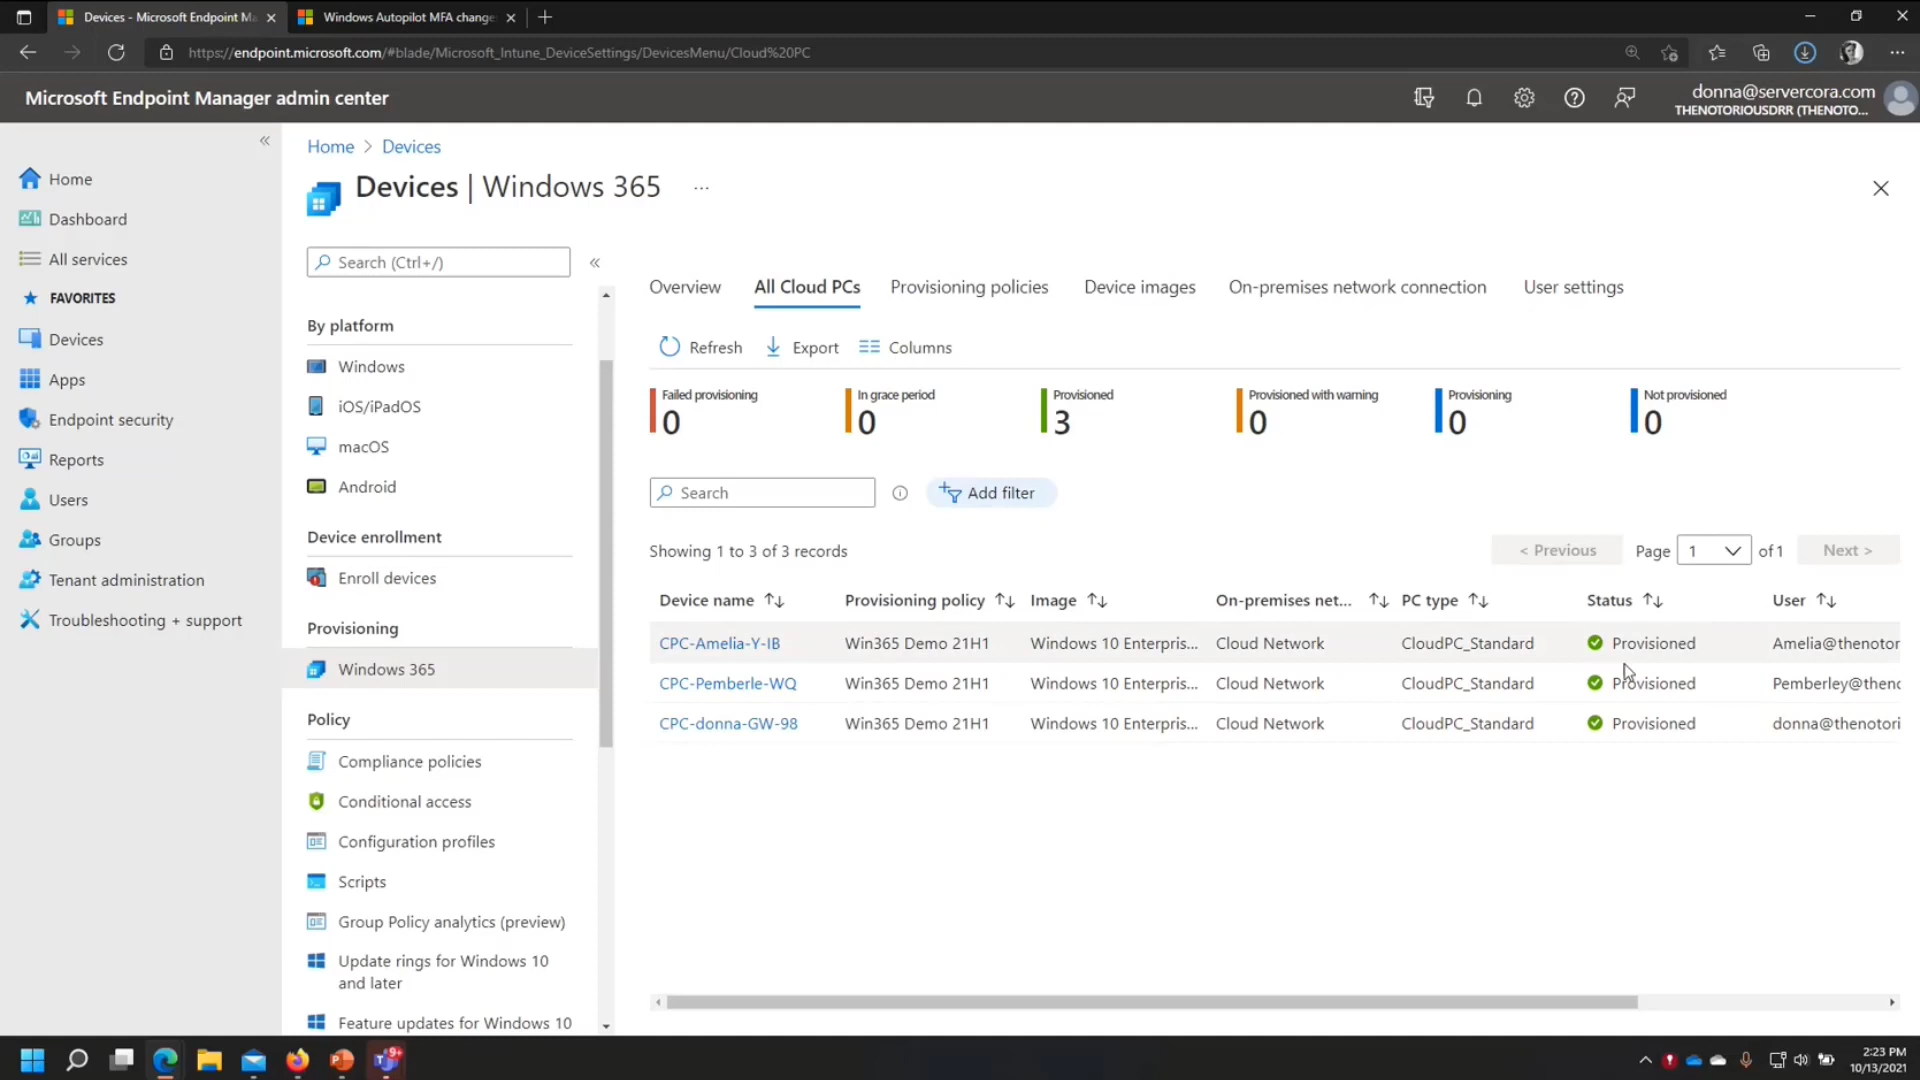 Devices - Microsoft Endpoint Ma
Windows Autopilot MFA change
https://endpoint.microsoft.com/#blade/Microsoft_Intune_DeviceSettings/DevicesMenu/Cloud%20PC
Microsoft Endpoint Manager admin center
donna@servercora.com
THENOTORIOUSDRR (THENOTO...
Home
Dashboard
All services
FAVORITES
Devices
Apps
Endpoint security
Reports
Users
Groups
Tenant administration
Troubleshooting + support
Home > Devices
Devices | Windows 365 ...
Search (Ctrl+/)
By platform
Windows
iOS/iPadOS
macOS
Android
Device enrollment
Enroll devices
Provisioning
Windows 365
Policy
Compliance policies
Conditional access
Configuration profiles
Scripts
Group Policy analytics (preview)
Update rings for Windows 10
and later
Feature updates for Windows 10
Overview All Cloud PCs Provisioning policies Device images On-premises network connection User settings
Refresh Export Columns
Failed provisioning
0
In grace period
0
Provisioned
3
Provisioned with warning
0
Provisioning
0
Not provisioned
0
Search
Add filter
Showing 1 to 3 of 3 records
< Previous Page 1 of 1 Next >
Device name Provisioning policy Image On-premises net... PC type Status User
CPC-Amelia-Y-IB Win365 Demo 21H1 Windows 10 Enterpris... Cloud Network CloudPC_Standard Provisioned Amelia@thenotor
CPC-Pemberle-WQ Win365 Demo 21H1 Windows 10 Enterpris... Cloud Network CloudPC_Standard Provisioned Pemberley@theno
CPC-donna-GW-98 Win365 Demo 21H1 Windows 10 Enterpris... Cloud Network CloudPC_Standard Provisioned donna@thenotori
9+
2:23 PM
10/13/2021